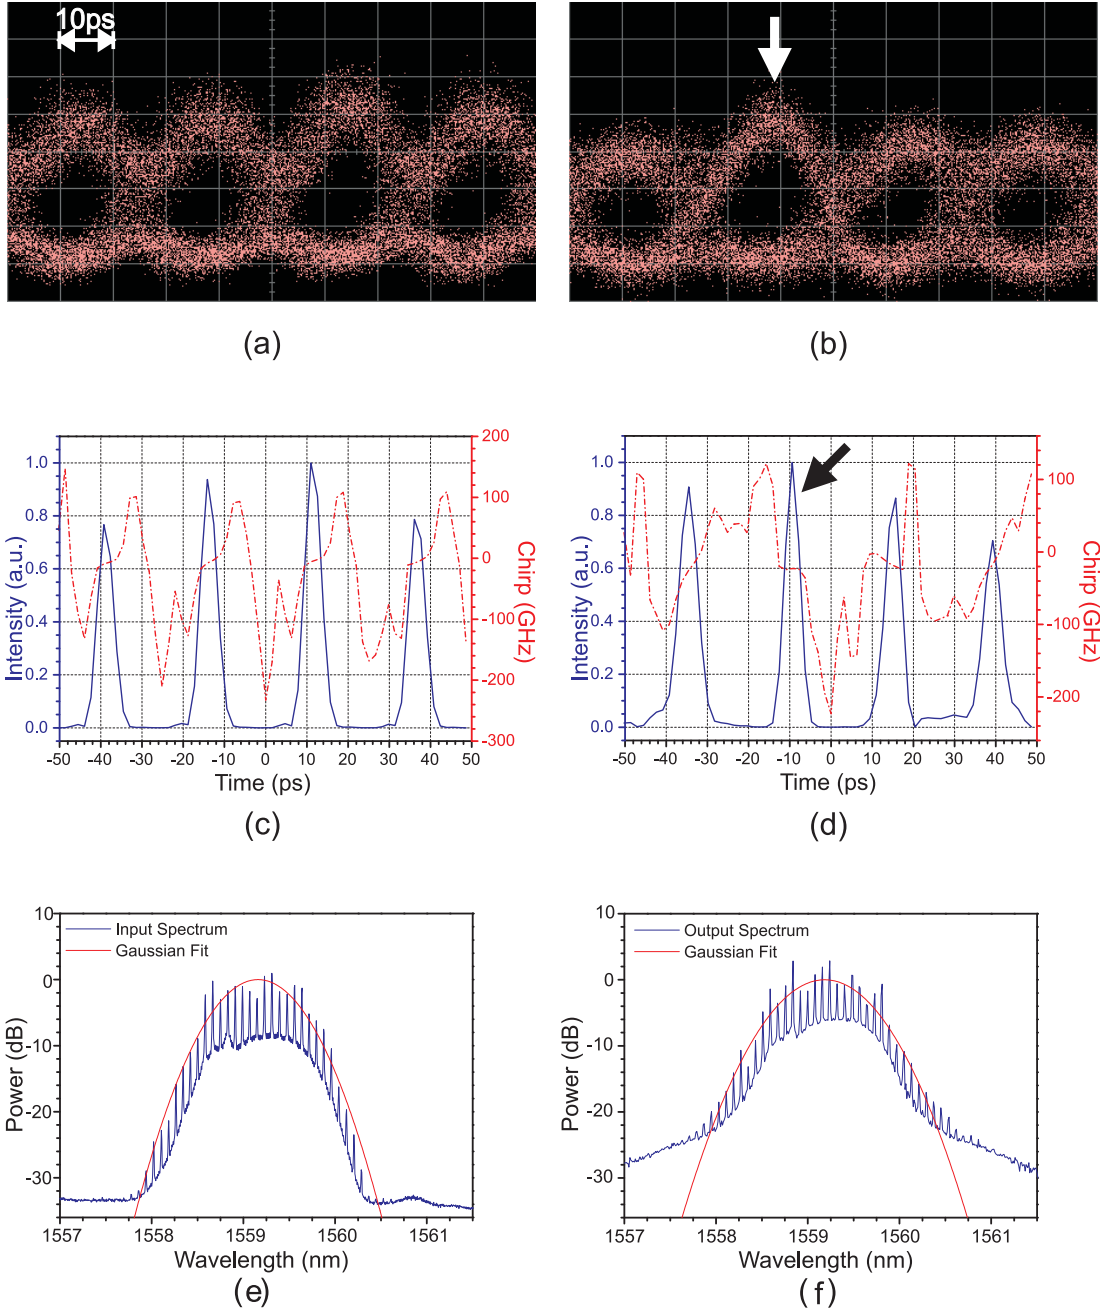 10ps
(a)
(b)
Intensity (a.u.)
1.0
0.8
0.6
0.4
0.2
0.0
200
100
0
-100
-200
-300
Chirp (GHz)
-50 -40 -30 -20 -10 0 10 20 30 40 50
Time (ps)
(c)
Intensity (a.u.)
1.0
0.8
0.6
0.4
0.2
0.0
100
0
-100
-200
Chirp (GHz)
-50 -40 -30 -20 -10 0 10 20 30 40 50
Time (ps)
(d)
Power (dB)
10
0
-10
-20
-30
Input Spectrum
Gaussian Fit
1557 1558 1559 1560 1561
Wavelength (nm)
(e)
Power (dB)
10
0
-10
-20
-30
Output Spectrum
Gaussian Fit
1557 1558 1559 1560 1561
Wavelength (nm)
(f)